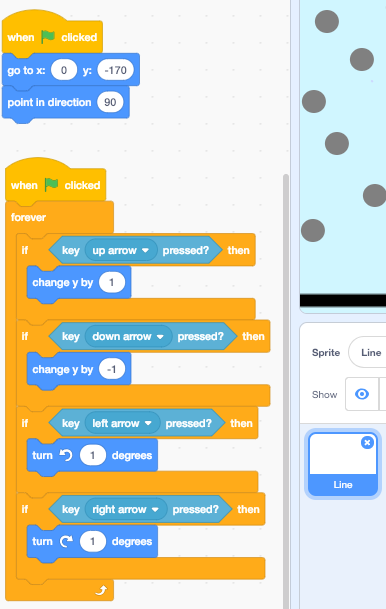 when clicked
go to x: 0 y: -170
point in direction 90
when clicked
forever
if key up arrow pressed? then
change y by 1
if key down arrow pressed? then
change y by -1
if key left arrow pressed? then
turn 1 degrees
if key right arrow pressed? then
turn 1 degrees
Sprite Line
Show
Line